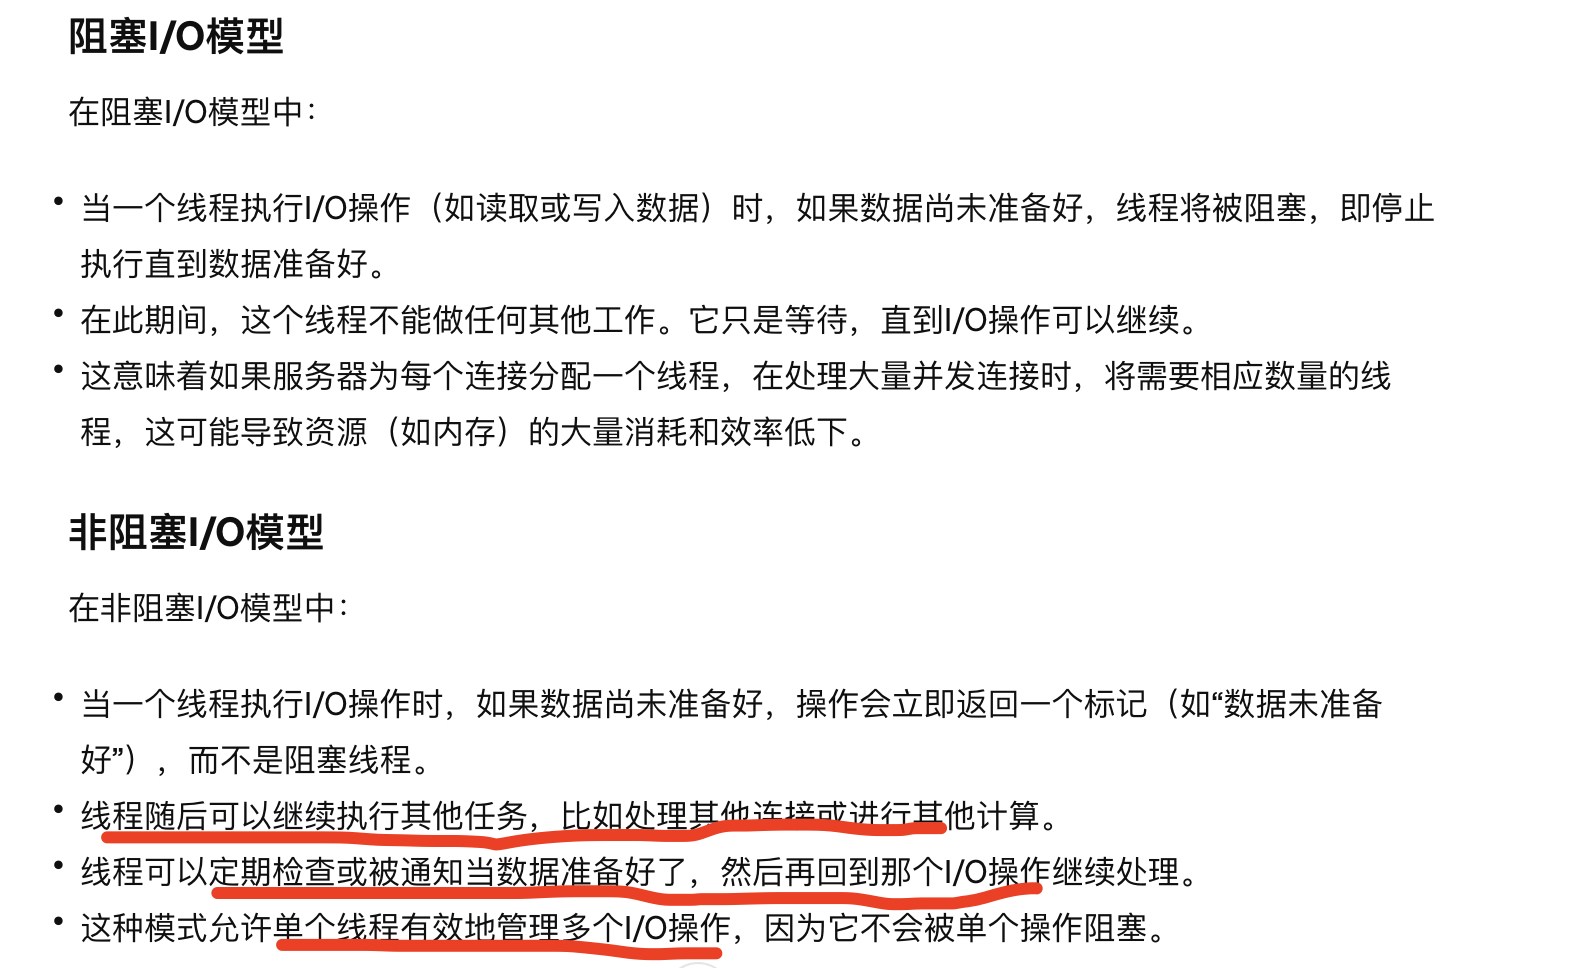 阻塞I/O模型
在阻塞I/O模型中：
• 当一个线程执行I/O操作（如读取或写入数据）时，如果数据尚未准备好，线程将被阻塞，即停止
执行直到数据准备好。
• 在此期间，这个线程不能做任何其他工作。它只是等待，直到I/O操作可以继续。
• 这意味着如果服务器为每个连接分配一个线程，在处理大量并发连接时，将需要相应数量的线
程，这可能导致资源（如内存）的大量消耗和效率低下。
非阻塞I/O模型
在非阻塞I/O模型中：
• 当一个线程执行I/O操作时，如果数据尚未准备好，操作会立即返回一个标记（如“数据未准备
好”），而不是阻塞线程。
• 线程随后可以继续执行其他任务，比如处理其他连接或进行其他计算。
• 线程可以定期检查或被通知当数据准备好了，然后再回到那个I/O操作继续处理。
• 这种模式允许单个线程有效地管理多个I/O操作，因为它不会被单个操作阻塞。